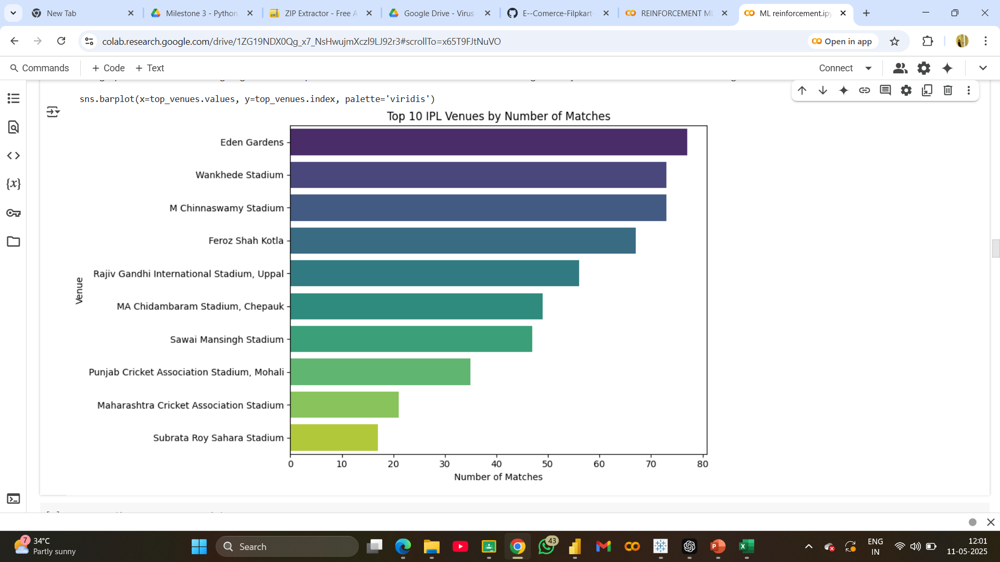 New Tab
Milestone 3 - Python
ZIP Extractor - Free A
Google Drive - Virus
E--Comerce-Filpkart-
REINFORCEMENT ML
ML reinforcement.ipy
colab.research.google.com/drive/1ZG19NDX0Qg_x7_NsHwujmXczl9LJ92r3#scrollTo=x65T9FJtNuVO
Open in app
Commands
+ Code
+ Text
Connect
sns.barplot(x=top_venues.values, y=top_venues.index, palette='viridis')
Top 10 IPL Venues by Number of Matches
Eden Gardens
Wankhede Stadium
M Chinnaswamy Stadium
Feroz Shah Kotla
Rajiv Gandhi International Stadium, Uppal
Venue
MA Chidambaram Stadium, Chepauk
Sawai Mansingh Stadium
Punjab Cricket Association Stadium, Mohali
Maharashtra Cricket Association Stadium
Subrata Roy Sahara Stadium
0 10 20 30 40 50 60 70 80
Number of Matches
7
34°C
Partly sunny
Search
43
ENG
IN
12:01
11-05-2025